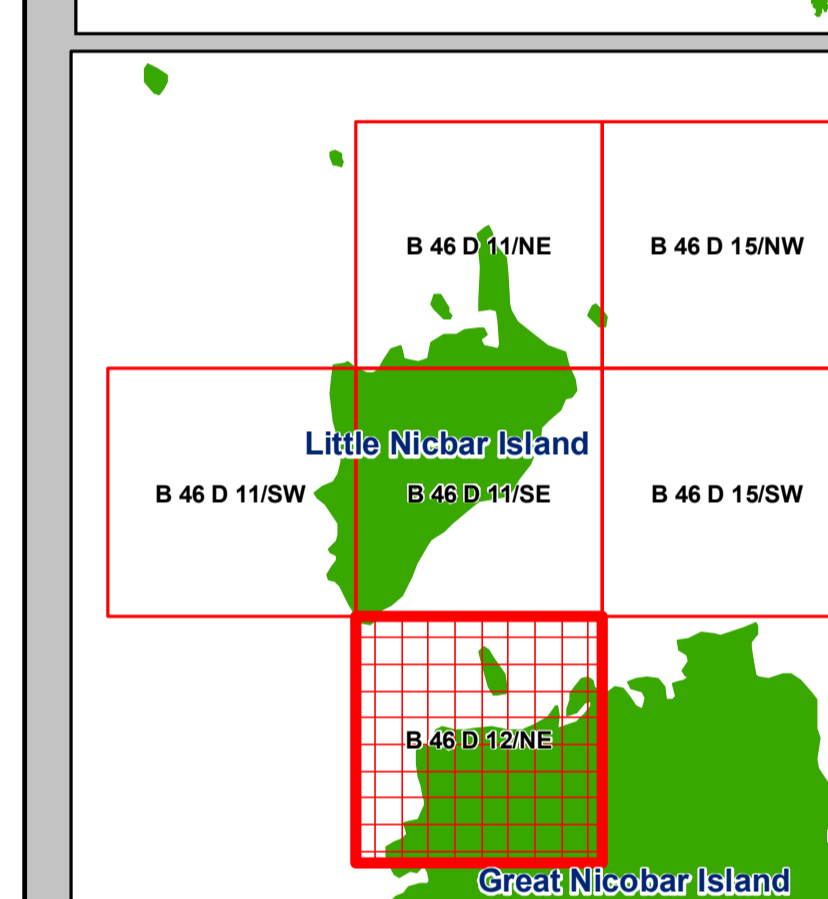 B 46 D 11/NE
B 46 D 15/NW
Little Nicbar Island
B 46 D 11/SW
B 46 D 11/SE
B 46 D 15/SW
B 46 D 12/NE
Great Nicobar Island